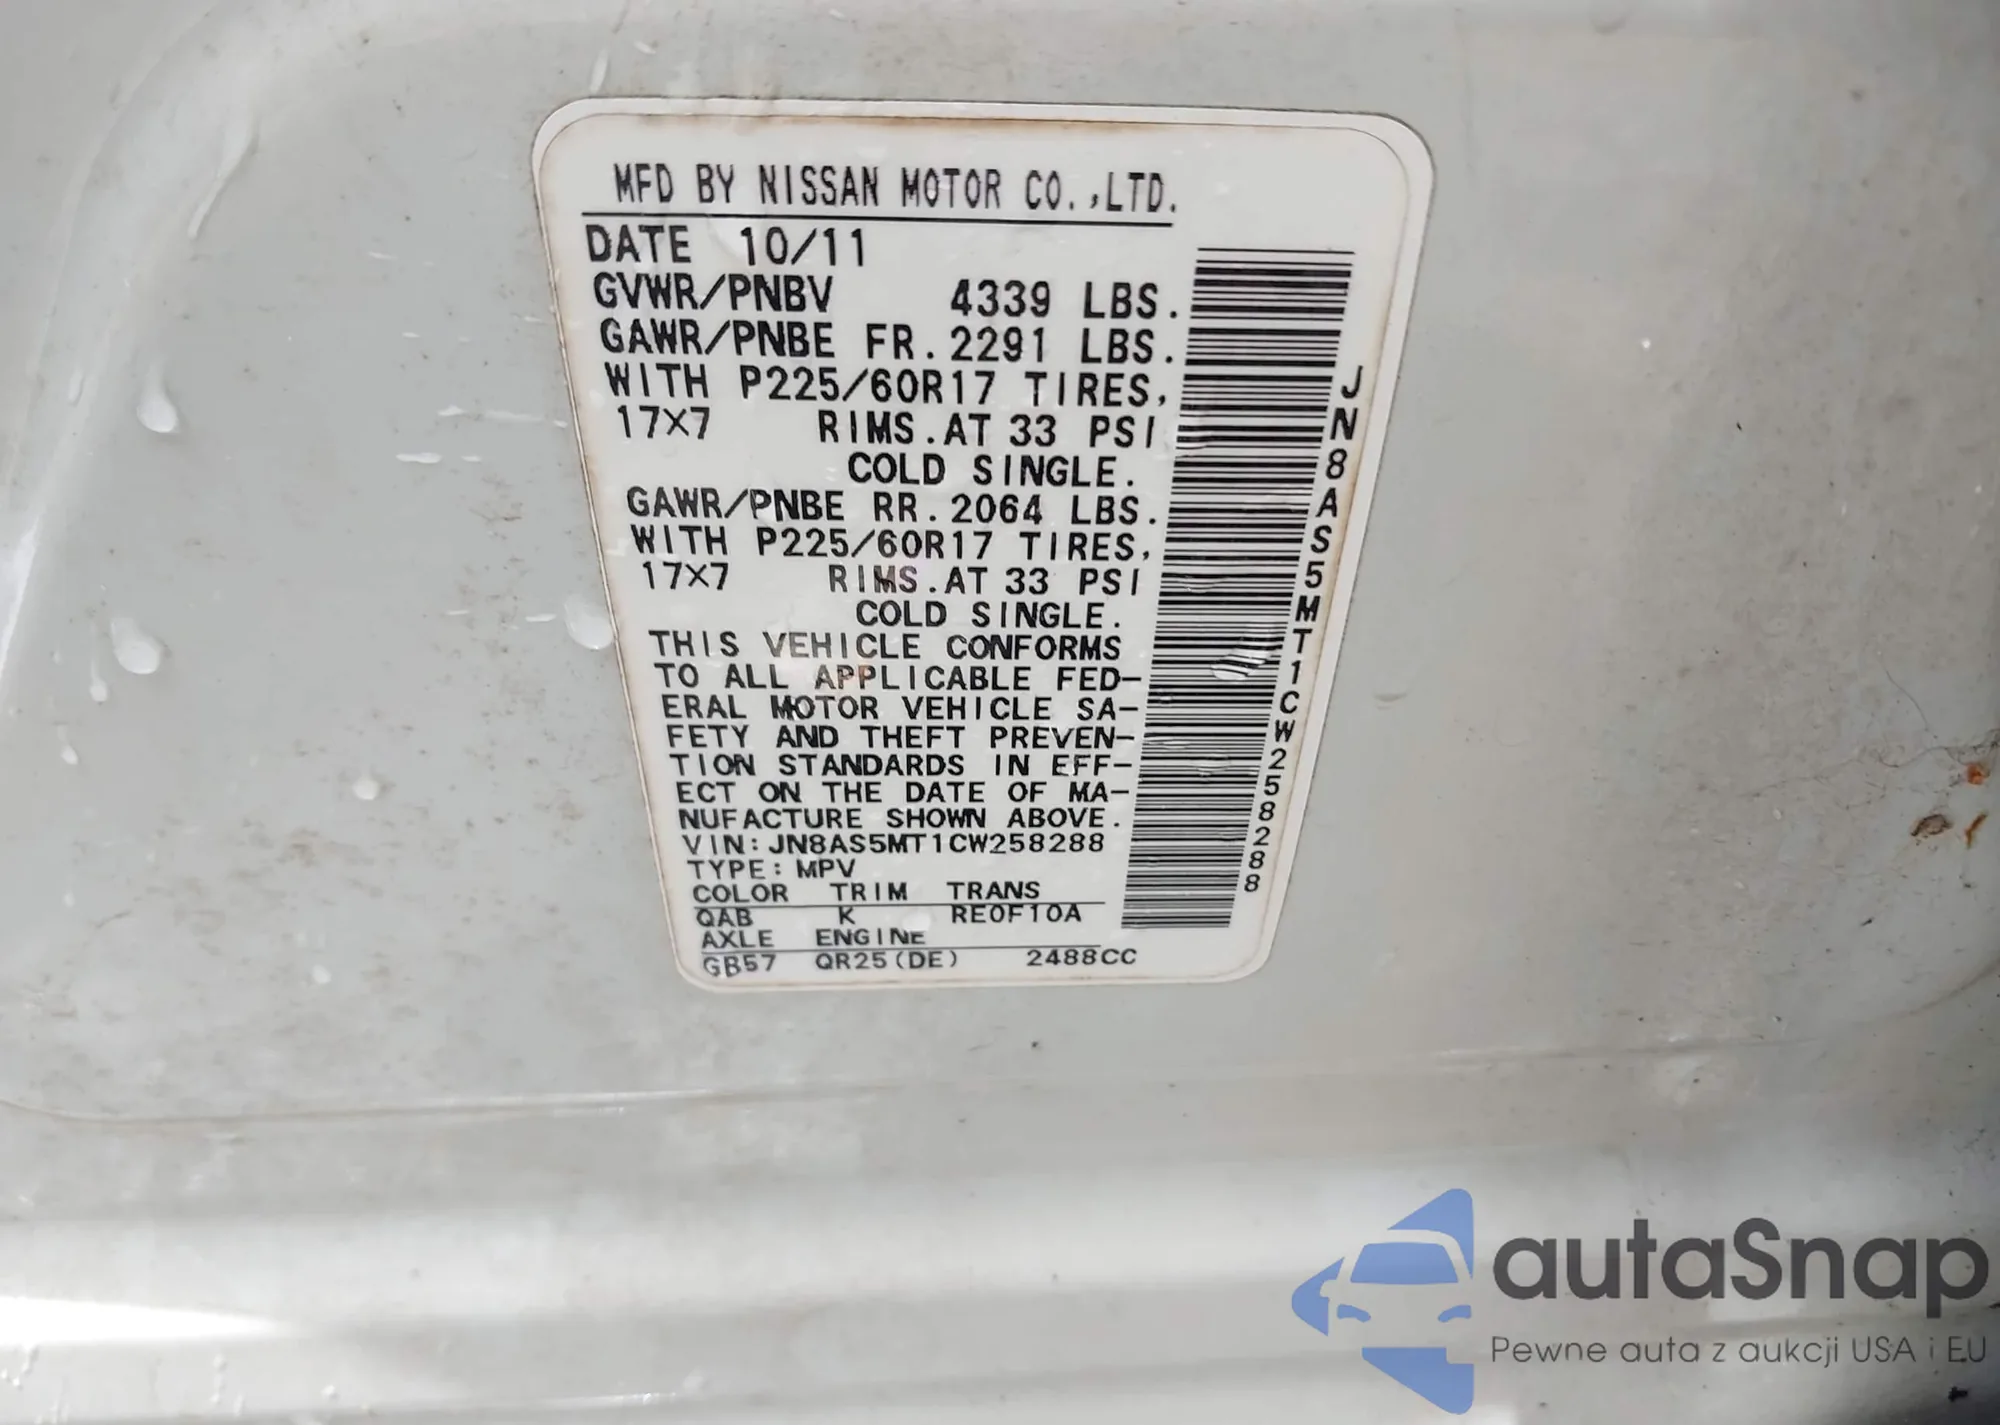 MFD BY NISSAN MOTOR CO.,LTD.
DATE 10/11
GVWR/PNBV 4339 LBS.
GAWR/PNBE FR. 2291 LBS.
WITH P225/60R17 TIRES,
17X7 RIMS.AT 33 PSI
COLD SINGLE.
GAWR/PNBE RR. 2064 LBS.
WITH P225/60R17 TIRES,
17X7 RIMS.AT 33 PSI
COLD SINGLE.
THIS VEHICLE CONFORMS
TO ALL APPLICABLE FED-
ERAL MOTOR VEHICLE SA-
FETY AND THEFT PREVEN-
TION STANDARDS IN EFF-
ECT ON THE DATE OF MA-
NUFACTURE SHOWN ABOVE.
VIN:JN8AS5MT1CW258288
TYPE:MPV
COLOR TRIM TRANS
QAB K RE0F10A
AXLE ENGINE
GB57 QR25(DE) 2488CC
JN8AS5MT1CW258288
autaSnap
Pewne auta z aukcji USA i EU